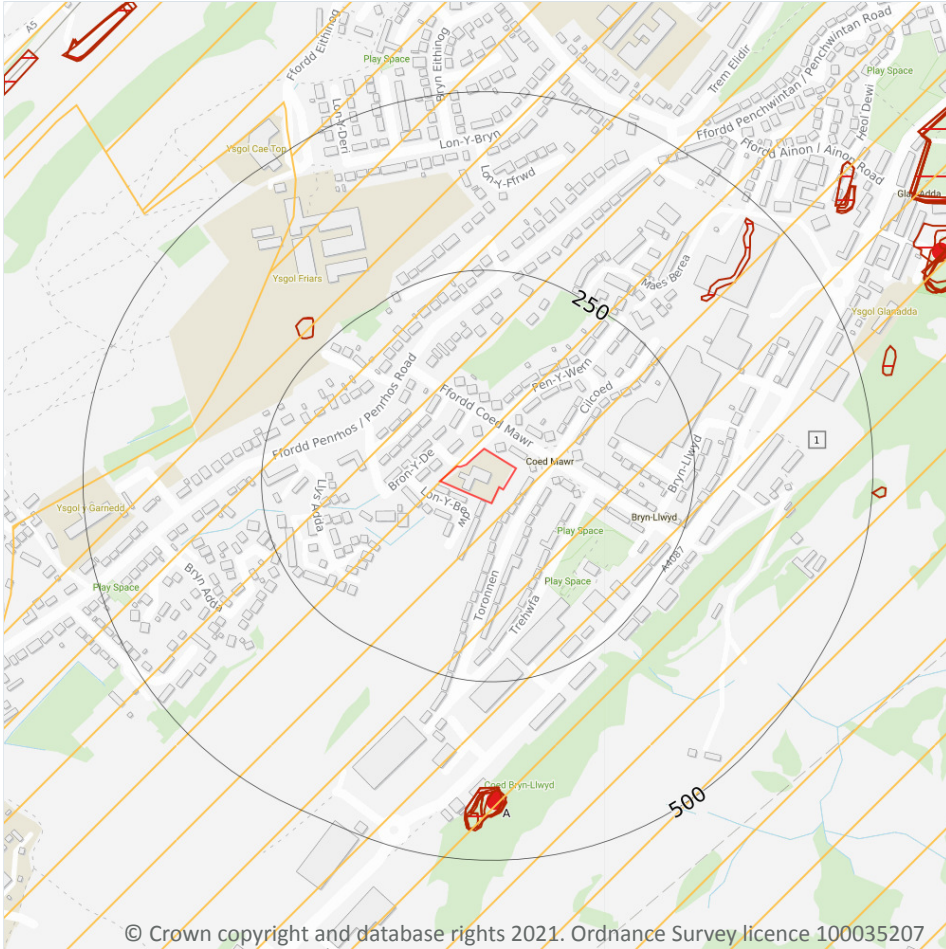 A5
Ffordd Eithinog
Play Space
Bryn Eithinog
Trem Elidir
Ffordd Penchwintan / Penchwintan Road
Play Space
Heol Dewi
Lon-Y-Deri
Lon-Y-Bryn
Ysgol Cae Top
Lon-Y-Ffrwd
Ffordd Ainon / Ainon Road
Glan Adda
Ysgol Friars
Maes Berea
Ysgol Glanadda
250
Pen-Y-Wern
Cilcoed
Ffordd Penrhos / Penrhos Road
Ffordd Coed Mawr
Bron-Y-De
Coed Mawr
Bryn-Llwyd
1
Llys Adda
Ysgol y Garnedd
Bryn-Llwyd
Play Space
A4087
Play Space
Bryn Adda
Play Space
Toronnen
Trehwfa
Coed Bryn-Llwyd
A
500
© Crown copyright and database rights 2021. Ordnance Survey licence 100035207